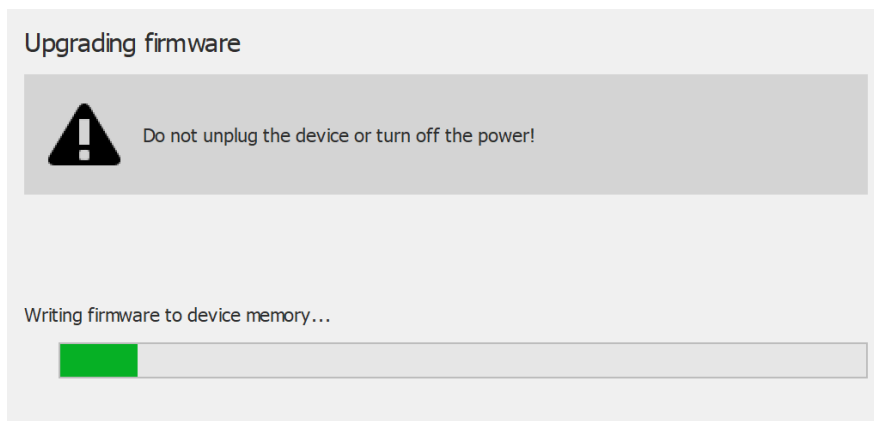 Upgrading firmware
Do not unplug the device or turn off the power!
Writing firmware to device memory...